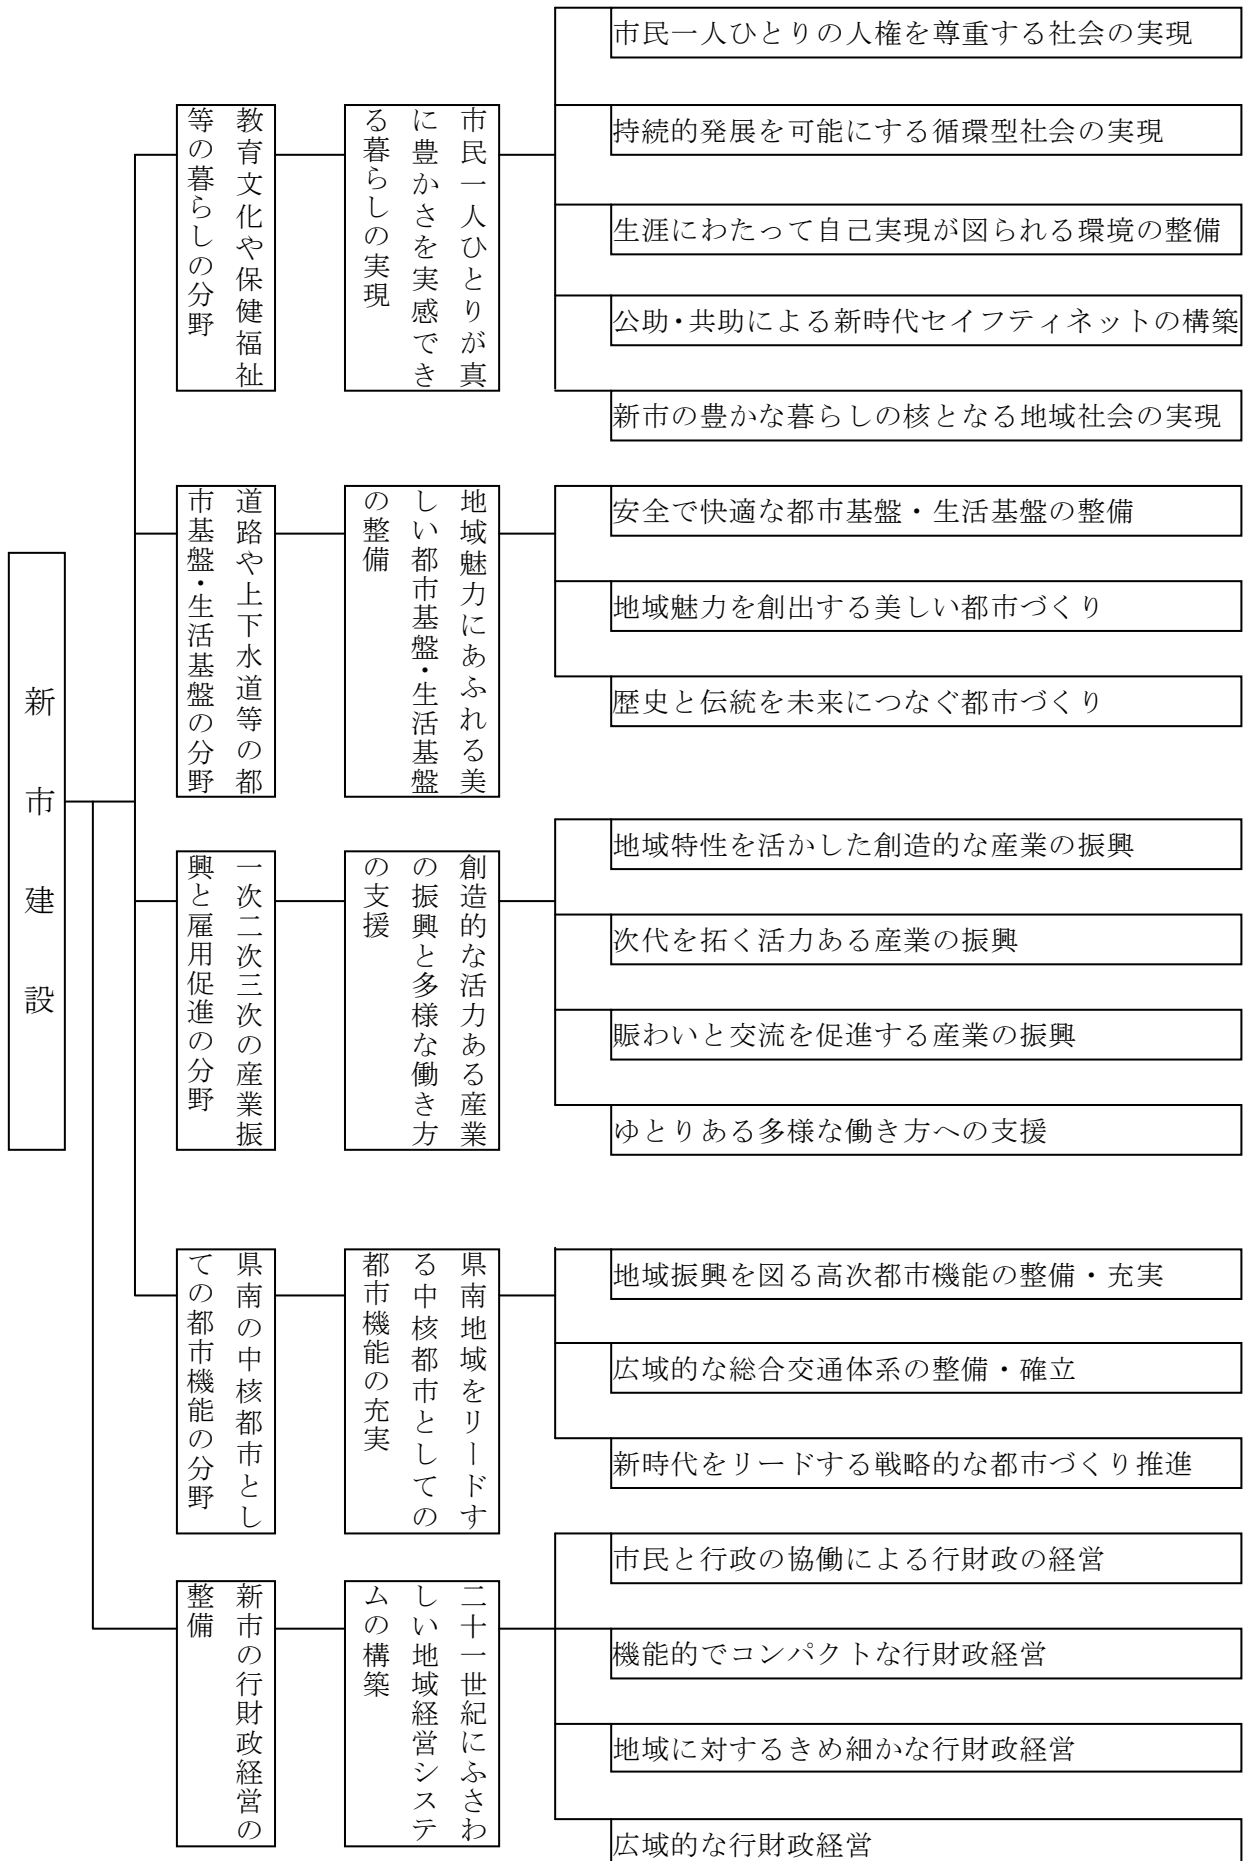 新市建設
教育文化や保健福祉
等の暮らしの分野
市民一人ひとりが真
に豊かさを実感でき
る暮らしの実現
市民一人ひとりの人権を尊重する社会の実現
持続的発展を可能にする循環型社会の実現
生涯にわたって自己実現が図られる環境の整備
公助・共助による新時代セイフティネットの構築
新市の豊かな暮らしの核となる地域社会の実現
道路や上下水道等の都
市基盤・生活基盤の分野
地域魅力にあふれる美
しい都市基盤・生活基盤
の整備
安全で快適な都市基盤・生活基盤の整備
地域魅力を創出する美しい都市づくり
歴史と伝統を未来につなぐ都市づくり
一次二次三次の産業振
興と雇用促進の分野
創造的な活力ある産業
の振興と多様な働き方
の支援
地域特性を活かした創造的な産業の振興
次代を拓く活力ある産業の振興
賑わいと交流を促進する産業の振興
ゆとりある多様な働き方への支援
県南の中核都市とし
ての都市機能の分野
県南地域をリードす
る中核都市としての
都市機能の充実
地域振興を図る高次都市機能の整備・充実
広域的な総合交通体系の整備・確立
新時代をリードする戦略的な都市づくり推進
新市の行財政経営の
整備
二十一世紀にふさわ
しい地域経営システ
ムの構築
市民と行政の協働による行財政の経営
機能的でコンパクトな行財政経営
地域に対するきめ細かな行財政経営
広域的な行財政経営